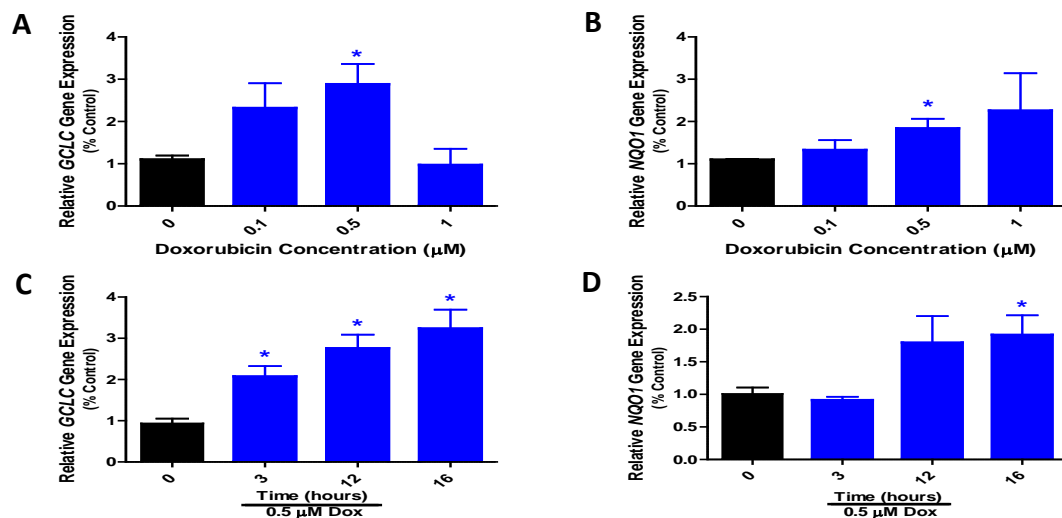 A
Relative GCLC Gene Expression
(% Control)
4
3
2
1
0
*
0
0.1
0.5
1
Doxorubicin Concentration (μM)
B
Relative NQO1 Gene Expression
(% Control)
4
3
2
1
0
*
0
0.1
0.5
1
Doxorubicin Concentration (μM)
C
Relative GCLC Gene Expression
(% Control)
4
3
2
1
0
*
*
*
0
3
12
16
Time (hours)
0.5 μM Dox
D
Relative NQO1 Gene Expression
(% Control)
2.5
2.0
1.5
1.0
0.5
0.0
*
0
3
12
16
Time (hours)
0.5 μM Dox